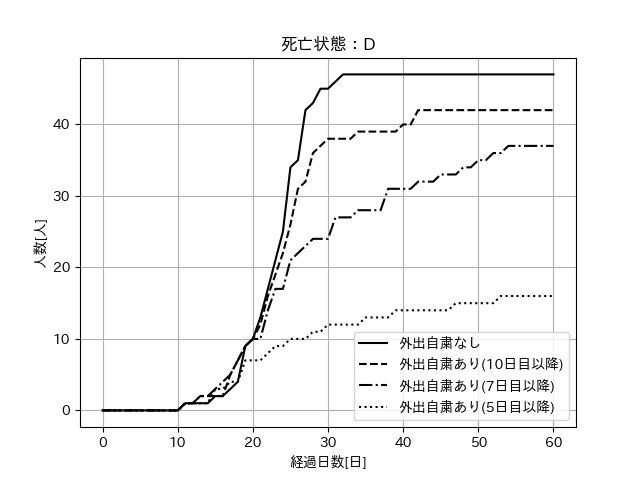 死亡状態：D
人数[人]
40
30
20
10
0
0 10 20 30 40 50 60
経過日数[日]
外出自粛なし
外出自粛あり(10日目以降)
外出自粛あり(7日目以降)
外出自粛あり(5日目以降)